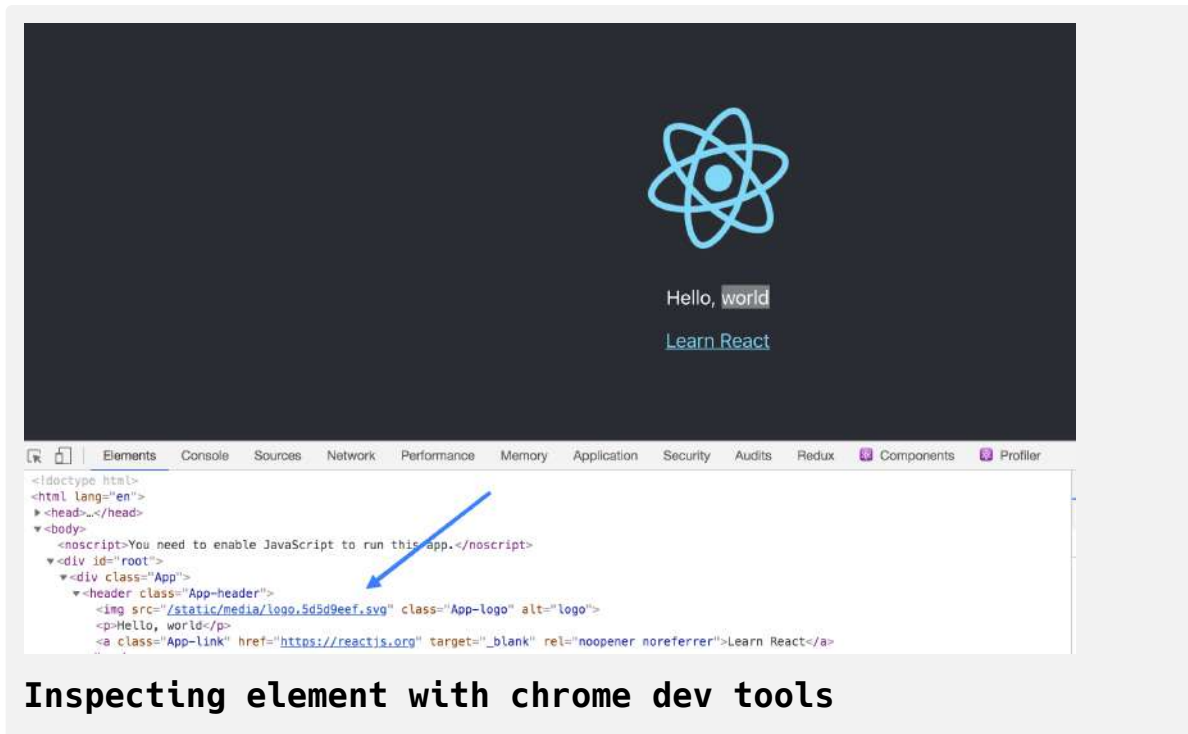 Hello, world
Learn React
Elements Console Sources Network Performance Memory Application Security Audits Redux Components Profiler
<!doctype html>
<html lang="en">
<head>…</head>
<body>
<noscript>You need to enable JavaScript to run this app.</noscript>
<div id="root">
<div class="App">
<header class="App-header">
<img src="/static/media/logo.5d5d9eef.svg" class="App-logo" alt="logo">
<p>Hello, world</p>
<a class="App-link" href="https://reactjs.org" target="_blank" rel="noopener noreferrer">Learn React</a>
Inspecting element with chrome dev tools